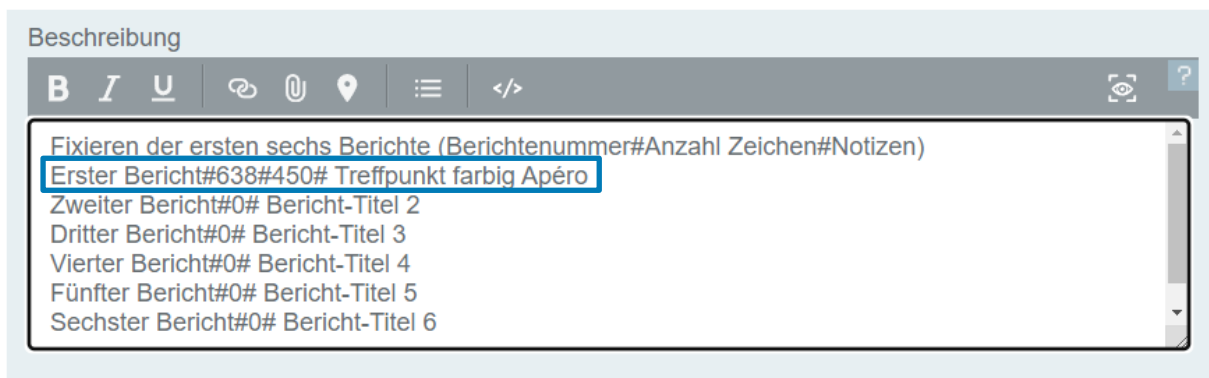 Beschreibung
B I U </> ?
Fixieren der ersten sechs Berichte (Berichtenummer#Anzahl Zeichen#Notizen)
Erster Bericht#638#450# Treffpunkt farbig Apéro
Zweiter Bericht#0# Bericht-Titel 2
Dritter Bericht#0# Bericht-Titel 3
Vierter Bericht#0# Bericht-Titel 4
Fünfter Bericht#0# Bericht-Titel 5
Sechster Bericht#0# Bericht-Titel 6